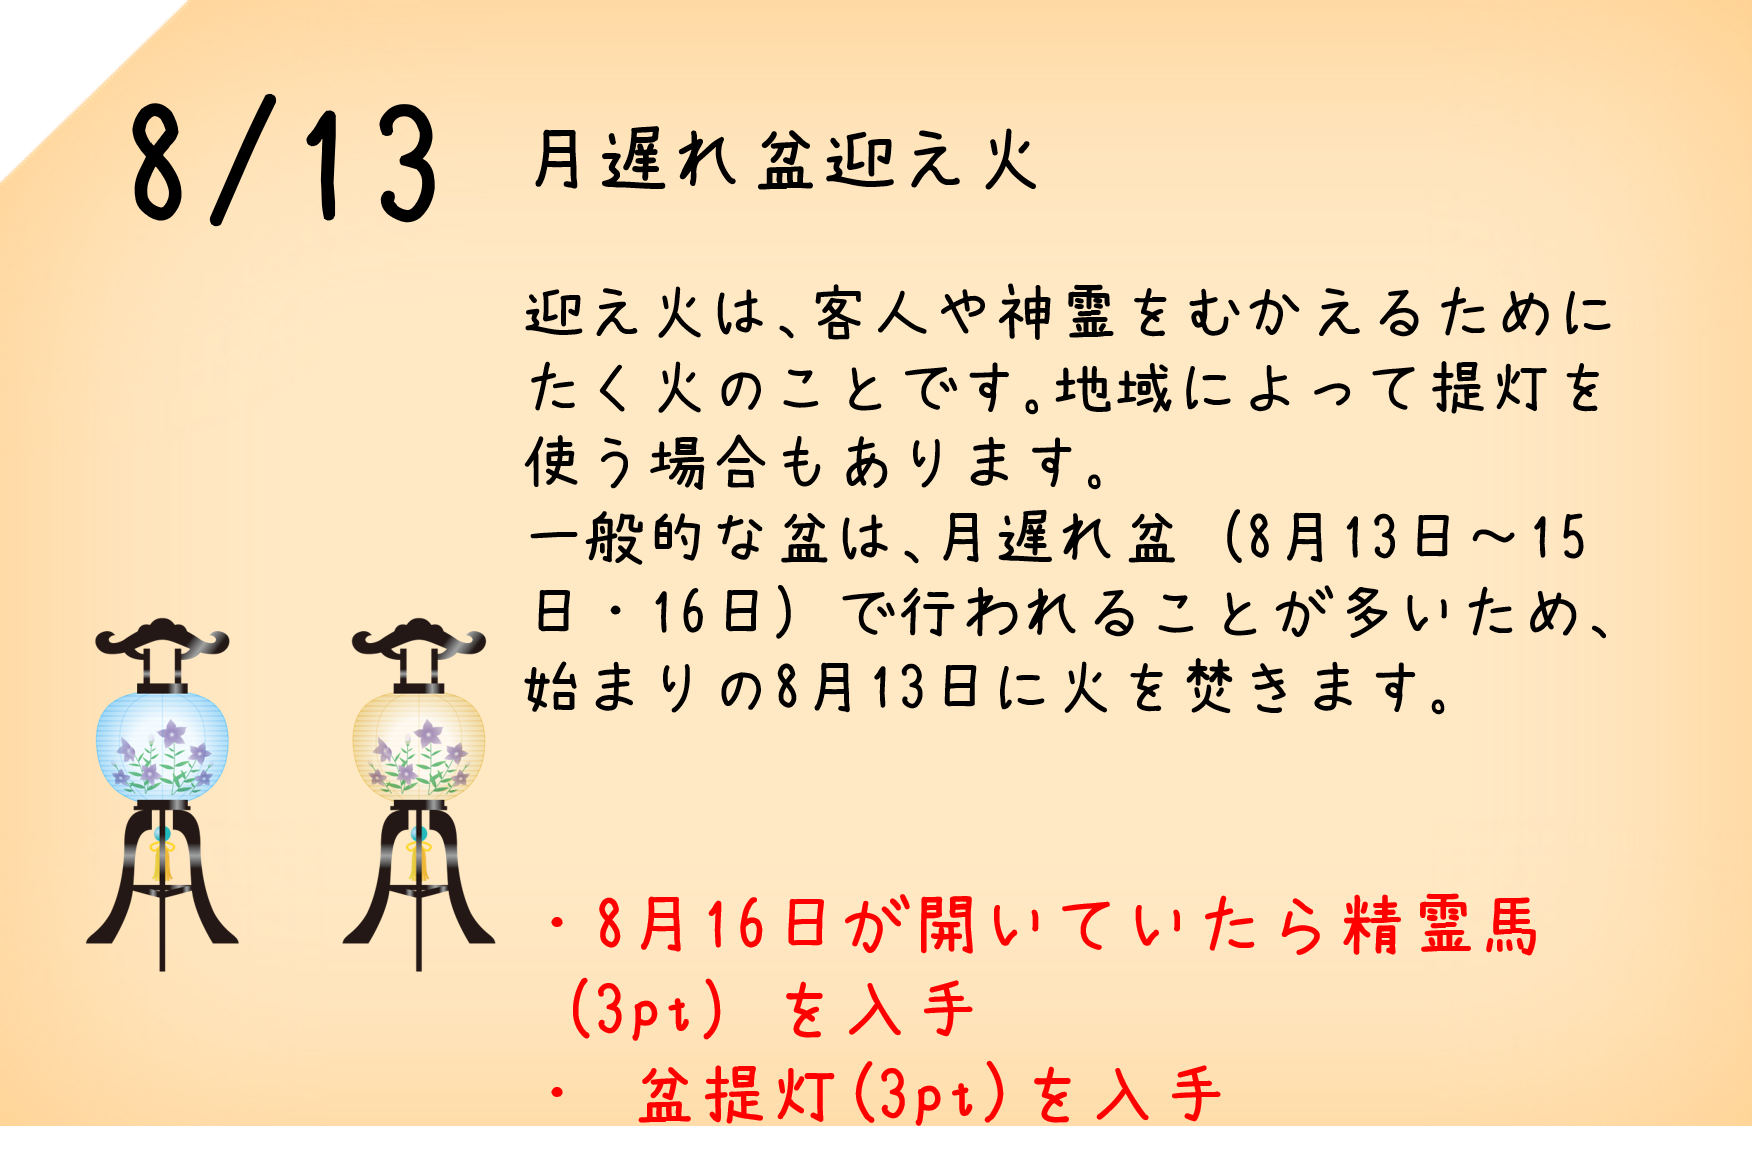 8/13 月遅れ盆迎え火
迎え火は、客人や神霊をむかえるために
たく火のことです。地域によって提灯を
使う場合もあります。
一般的な盆は、月遅れ盆（8月13日～15
日・16日）で行われることが多いため、
始まりの8月13日に火を焚きます。
・8月16日が開いていたら精霊馬
(3pt) を入手
・ 盆提灯(3pt)を入手